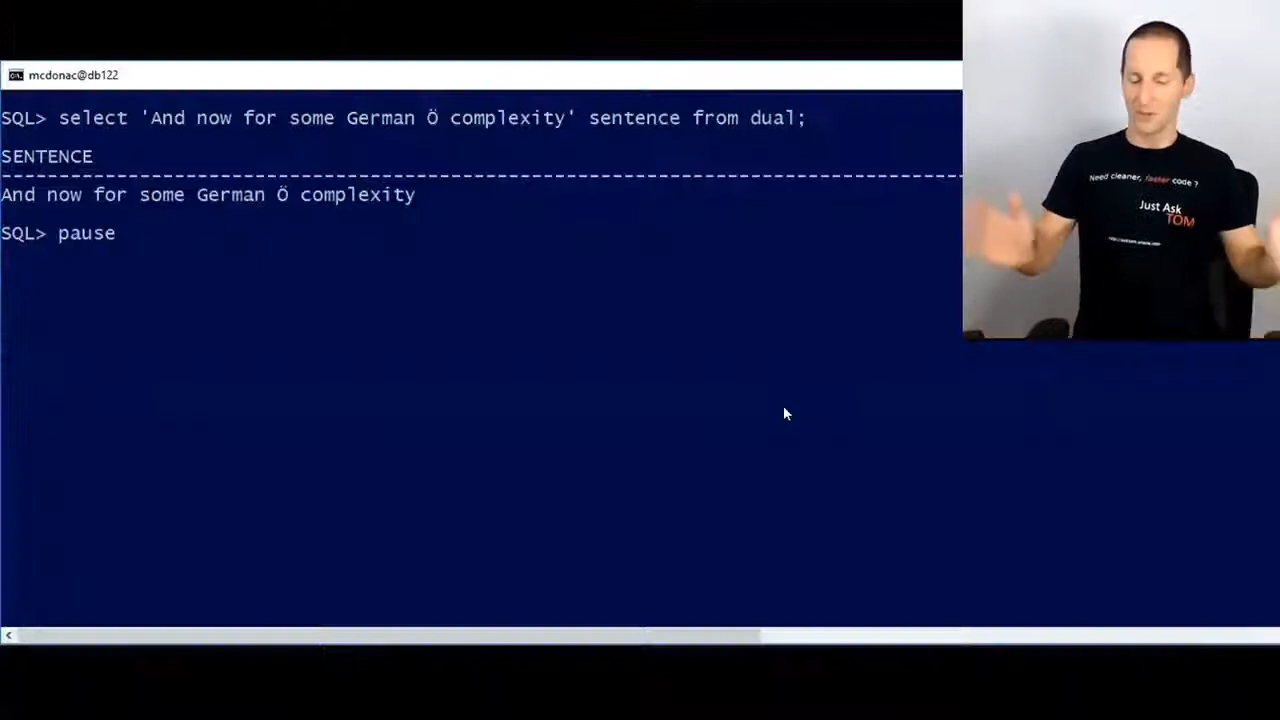 mcdonac@db122
SQL> select 'And now for some German Ö complexity' sentence from dual;
SENTENCE
--------------------------------------------------------------------------------
And now for some German Ö complexity
SQL> pause
Need cleaner, faster code ?
Just Ask
TOM